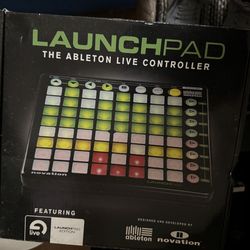 LAUNCHPAD
THE ABLETON LIVE CONTROLLER
novation
FEATURING
live
LAUNCHPAD
EDITION
ableton
DESIGNED AND DEVELOPED BY
novation